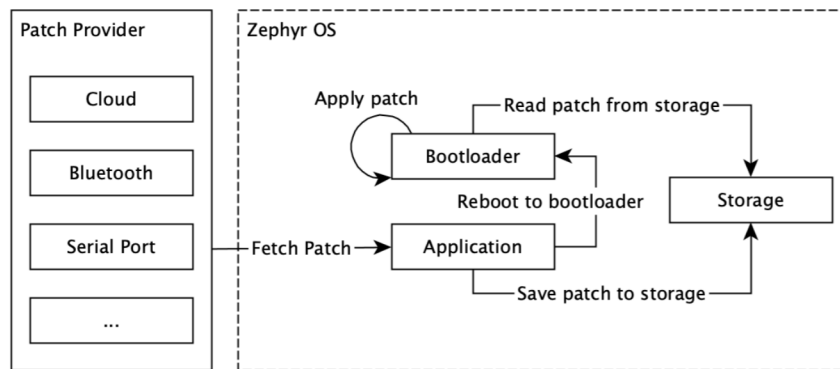 Patch Provider
Cloud
Bluetooth
Serial Port
...
Zephyr OS
Apply patch
Read patch from storage
Bootloader
Reboot to bootloader
Storage
Fetch Patch
Application
Save patch to storage